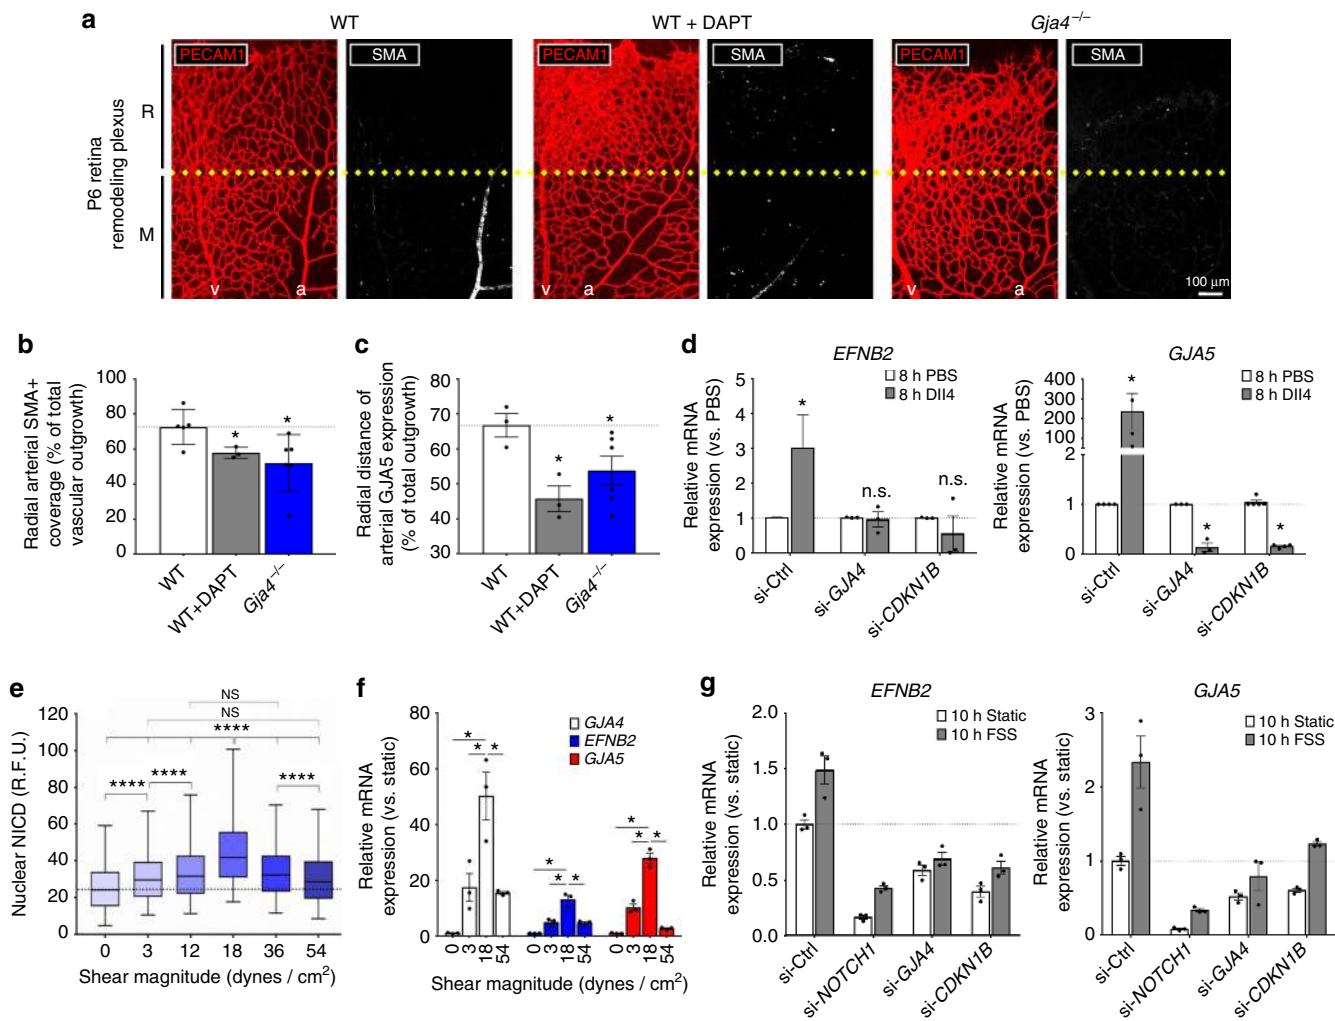 a
WT
WT + DAPT
Gja4–/–
PECAM1
SMA
PECAM1
SMA
PECAM1
SMA
P6 retina
remodeling plexus
R
M
v
a
v
a
v
a
100 µm
b
Radial arterial SMA+
coverage (% of total
vascular outgrowth)
100
80
60
40
20
0
*
*
WT
WT+DAPT
Gja4–/–
c
Radial distance of
arterial GJA5 expression
(% of total outgrowth)
80
70
60
50
40
30
*
*
WT
WT+DAPT
Gja4–/–
d
EFNB2
8 h PBS
8 h Dll4
Relative mRNA
expression (vs. PBS)
5
4
3
2
1
0
*
n.s.
n.s.
si-Ctrl
si-GJA4
si-CDKN1B
GJA5
8 h PBS
8 h Dll4
Relative mRNA
expression (vs. PBS)
400
300
200
100
2
1
0
*
*
*
si-Ctrl
si-GJA4
si-CDKN1B
e
Nuclear NICD (R.F.U.)
120
100
80
60
40
20
0
NS
NS
****
****
****
****
0 3 12 18 36 54
Shear magnitude (dynes / cm2)
f
Relative mRNA
expression (vs. static)
80
60
40
20
0
GJA4
EFNB2
GJA5
*
* *
*
* *
*
* *
0 3 18 54 0 3 18 54 0 3 18 54
Shear magnitude (dynes / cm2)
g
EFNB2
10 h Static
10 h FSS
Relative mRNA
expression (vs. static)
2.0
1.5
1.0
0.5
0.0
si-Ctrl
si-NOTCH1
si-GJA4
si-CDKN1B
GJA5
10 h Static
10 h FSS
Relative mRNA
expression (vs. static)
3
2
1
0
si-Ctrl
si-NOTCH1
si-GJA4
si-CDKN1B